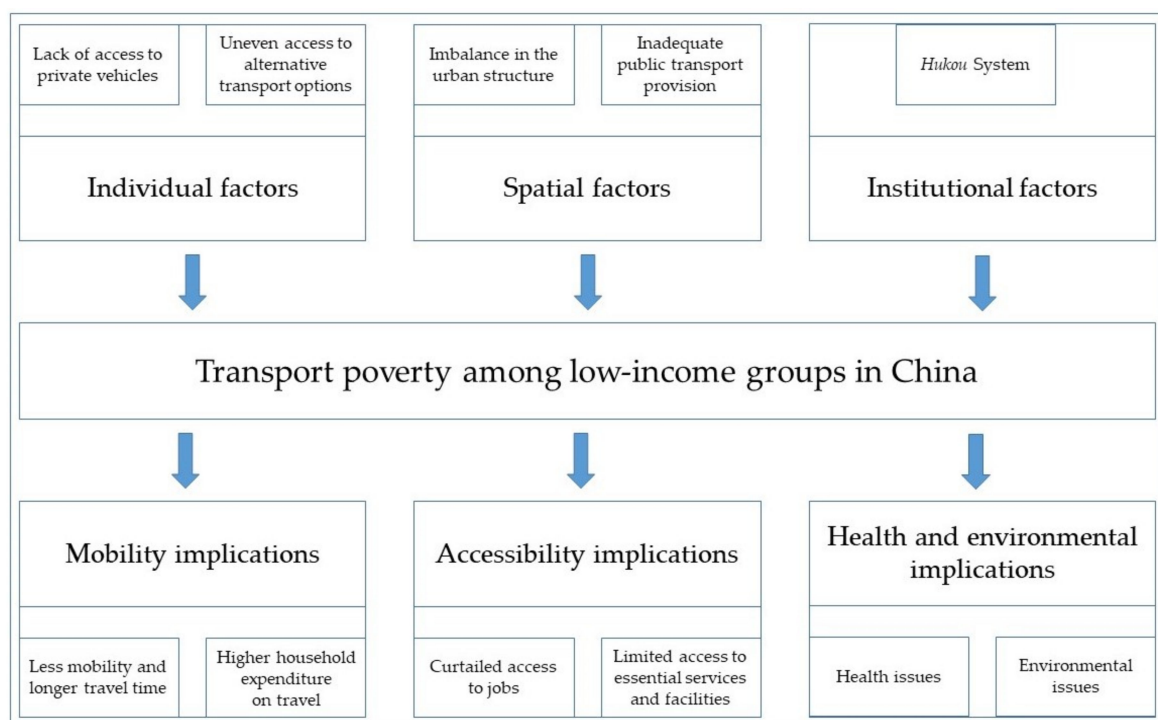 Lack of access to
private vehicles
Uneven access to
alternative
transport options
Imbalance in the
urban structure
Inadequate
public transport
provision
Hukou System
Individual factors
Spatial factors
Institutional factors
Transport poverty among low-income groups in China
Mobility implications
Accessibility implications
Health and environmental
implications
Less mobility and
longer travel time
Higher household
expenditure
on travel
Curtailed access
to jobs
Limited access to
essential services
and facilities
Health issues
Environmental
issues